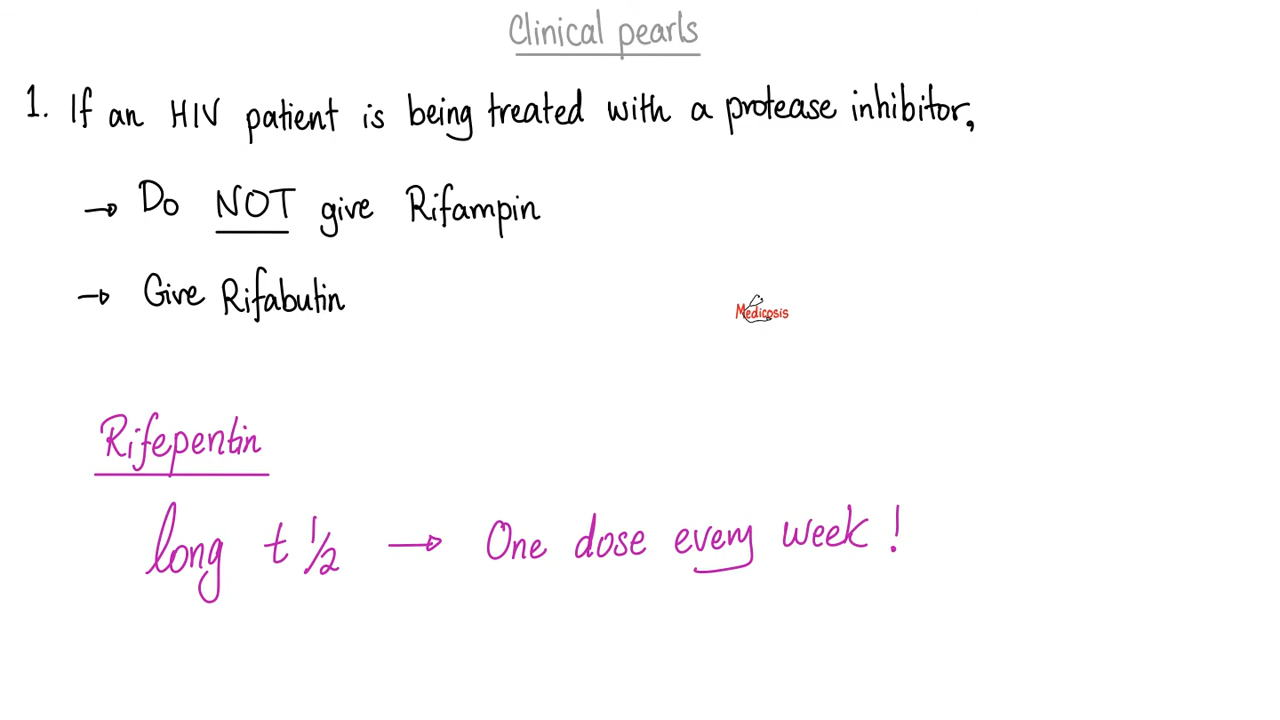 Clinical pearls
1. If an HIV patient is being treated with a protease inhibitor,
→ Do NOT give Rifampin
→ Give Rifabutin
Medicosis
Rifepentin
long t 1/2 → One dose every week !